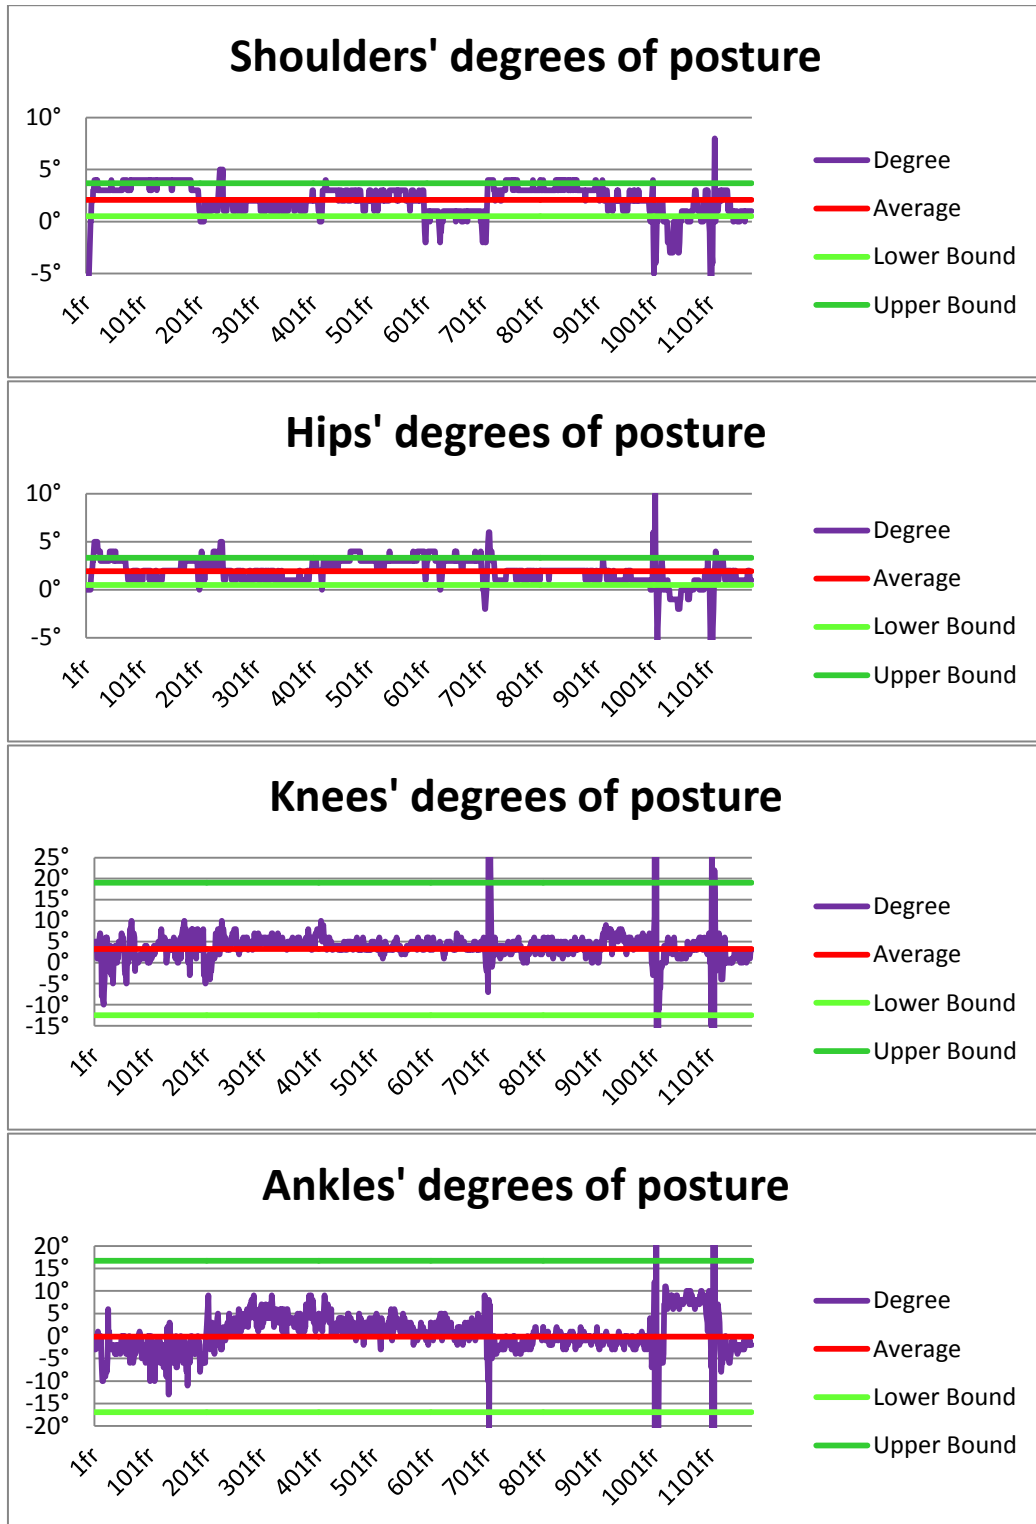 Shoulders' degrees of posture
10°
5°
0°
-5°
1fr
101fr
201fr
301fr
401fr
501fr
601fr
701fr
801fr
901fr
1001fr
1101fr
Degree
Average
Lower Bound
Upper Bound
Hips' degrees of posture
10°
5°
0°
-5°
1fr
101fr
201fr
301fr
401fr
501fr
601fr
701fr
801fr
901fr
1001fr
1101fr
Degree
Average
Lower Bound
Upper Bound
Knees' degrees of posture
25°
20°
15°
10°
5°
0°
-5°
-10°
-15°
1fr
101fr
201fr
301fr
401fr
501fr
601fr
701fr
801fr
901fr
1001fr
1101fr
Degree
Average
Lower Bound
Upper Bound
Ankles' degrees of posture
20°
15°
10°
5°
0°
-5°
-10°
-15°
-20°
1fr
101fr
201fr
301fr
401fr
501fr
601fr
701fr
801fr
901fr
1001fr
1101fr
Degree
Average
Lower Bound
Upper Bound